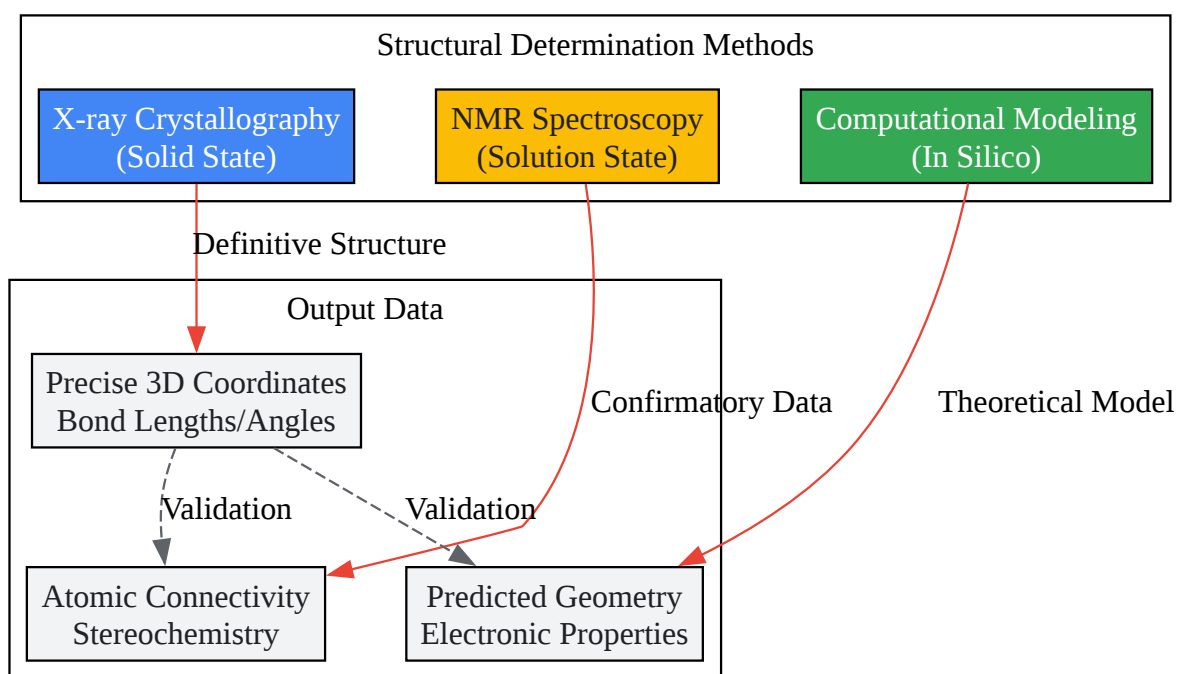 Structural Determination Methods
X-ray Crystallography
(Solid State)
NMR Spectroscopy
(Solution State)
Computational Modeling
(In Silico)
Definitive Structure
Output Data
Precise 3D Coordinates
Bond Lengths/Angles
Confirmatory Data
Theoretical Model
Validation
Validation
Atomic Connectivity
Stereochemistry
Predicted Geometry
Electronic Properties